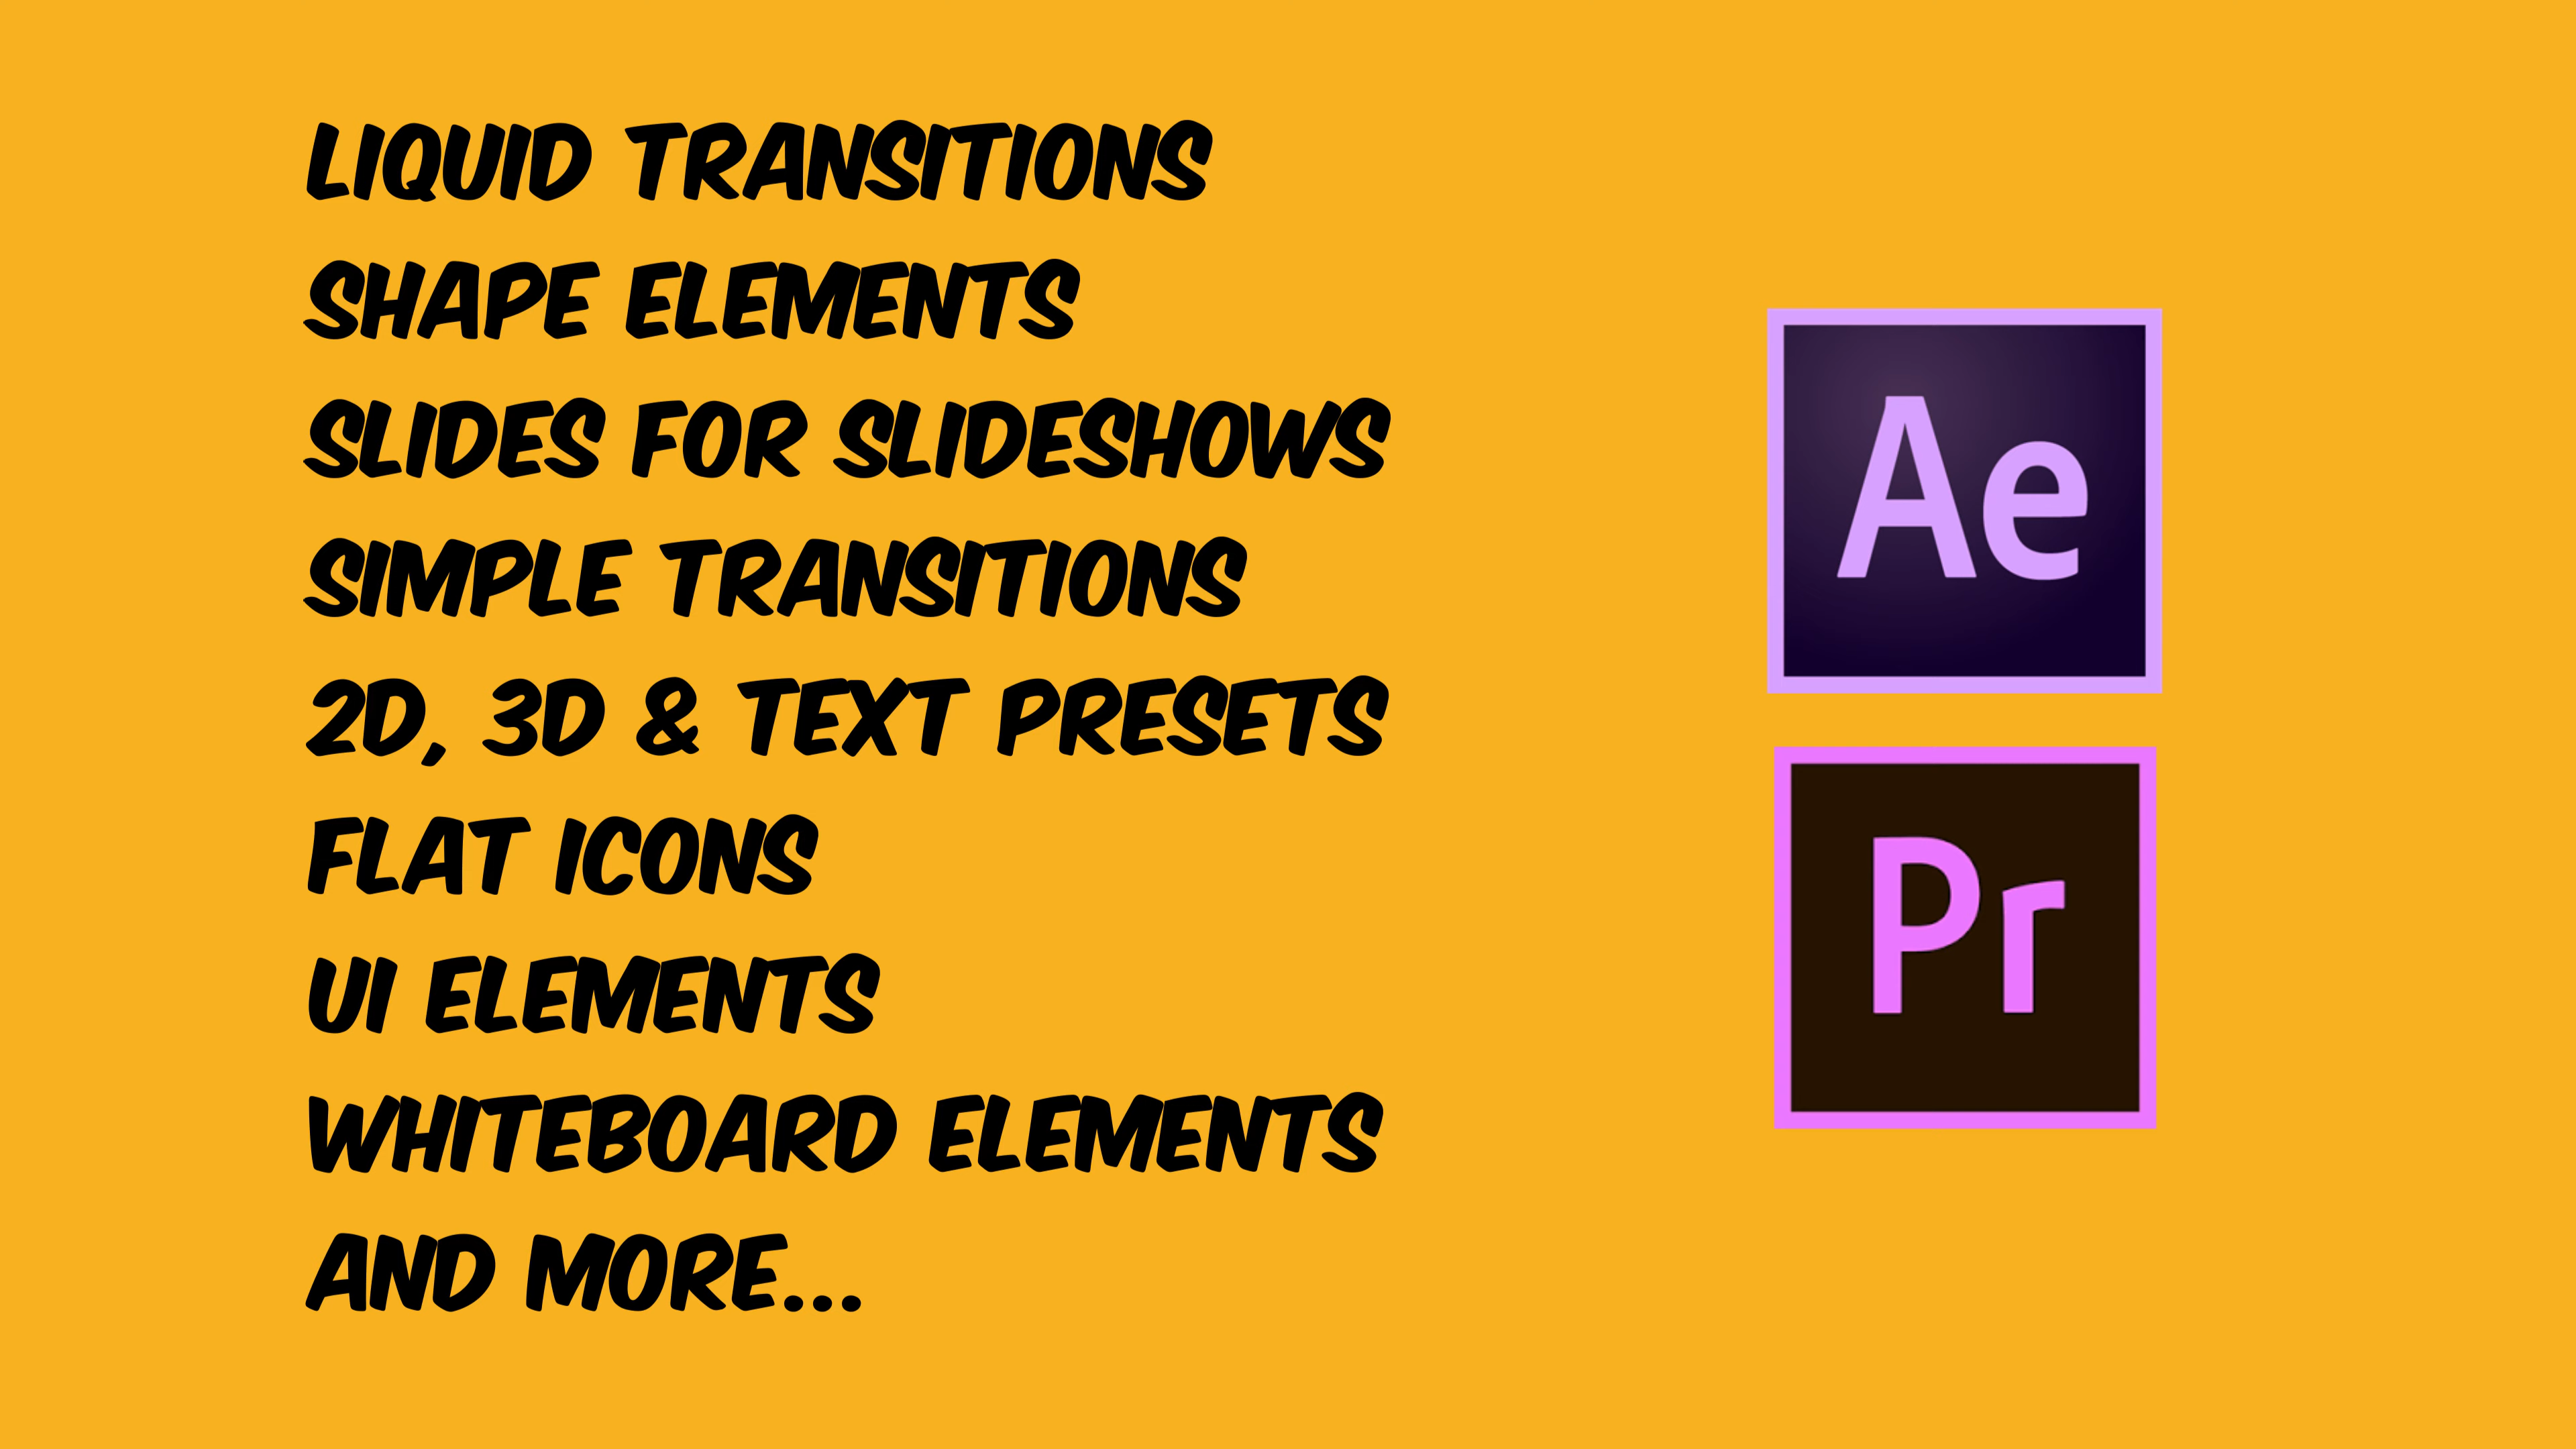 LIQUID TRANSITIONS
SHAPE ELEMENTS
SLIDES FOR SLIDESHOWS
SIMPLE TRANSITIONS
2D, 3D & TEXT PRESETS
FLAT ICONS
UI ELEMENTS
WHITEBOARD ELEMENTS
AND MORE...
Ae
Pr